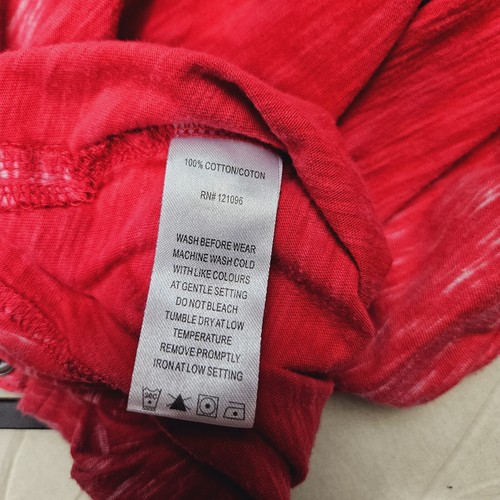 100% COTTON/COTON
RN# 121096
WASH BEFORE WEAR
MACHINE WASH COLD
WITH LIKE COLOURS
AT GENTLE SETTING
DO NOT BLEACH
TUMBLE DRY AT LOW
TEMPERATURE
REMOVE PROMPTLY
IRON AT LOW SETTING